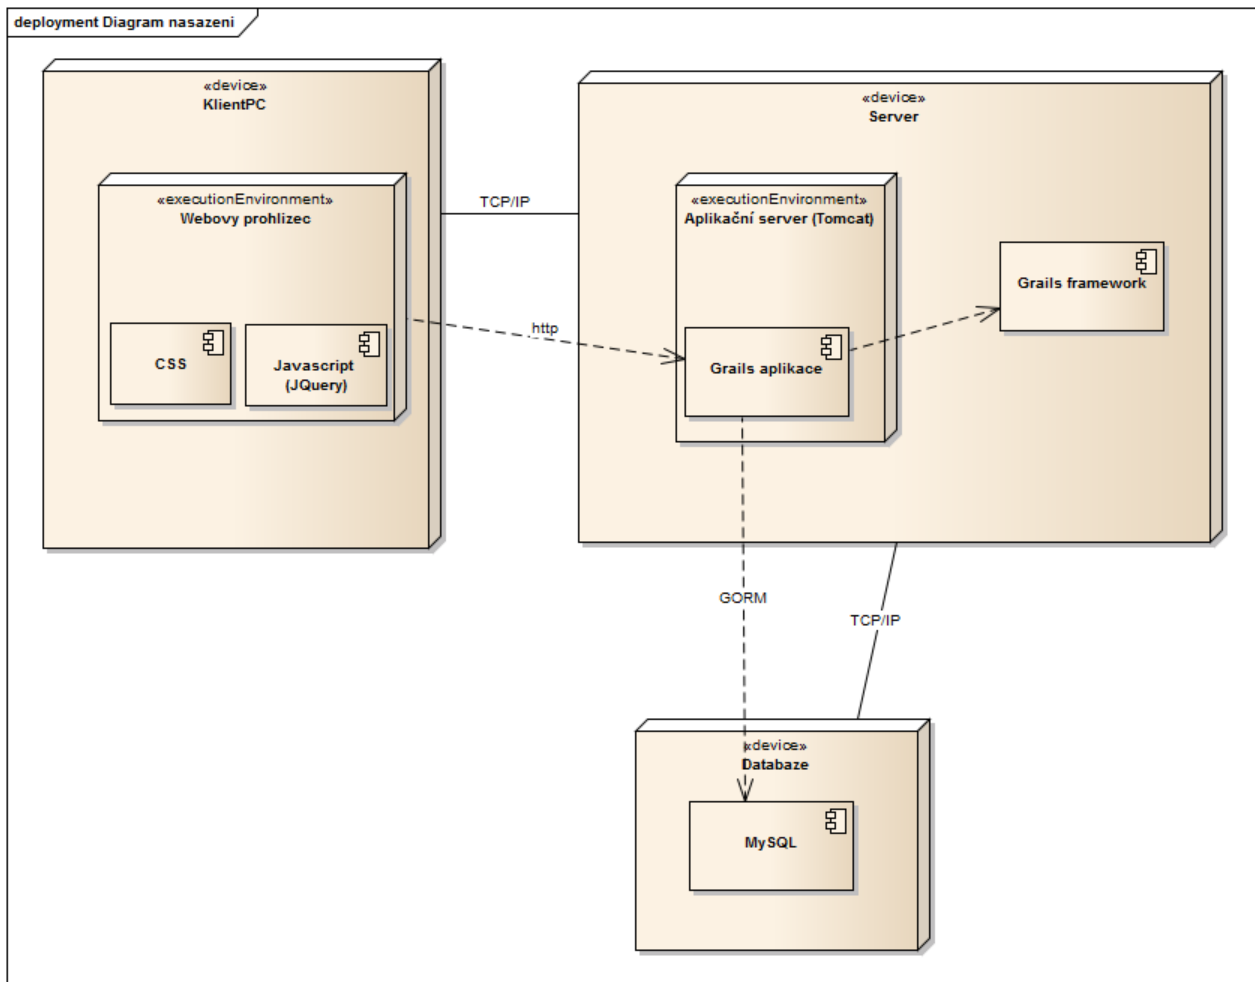 deployment Diagram nasazeni
«device»
KlientPC
«executionEnvironment»
Webovy prohlizec
CSS
Javascript
(JQuery)
TCP/IP
http
«device»
Server
«executionEnvironment»
Aplikační server (Tomcat)
Grails aplikace
Grails framework
GORM
TCP/IP
«device»
Databaze
MySQL